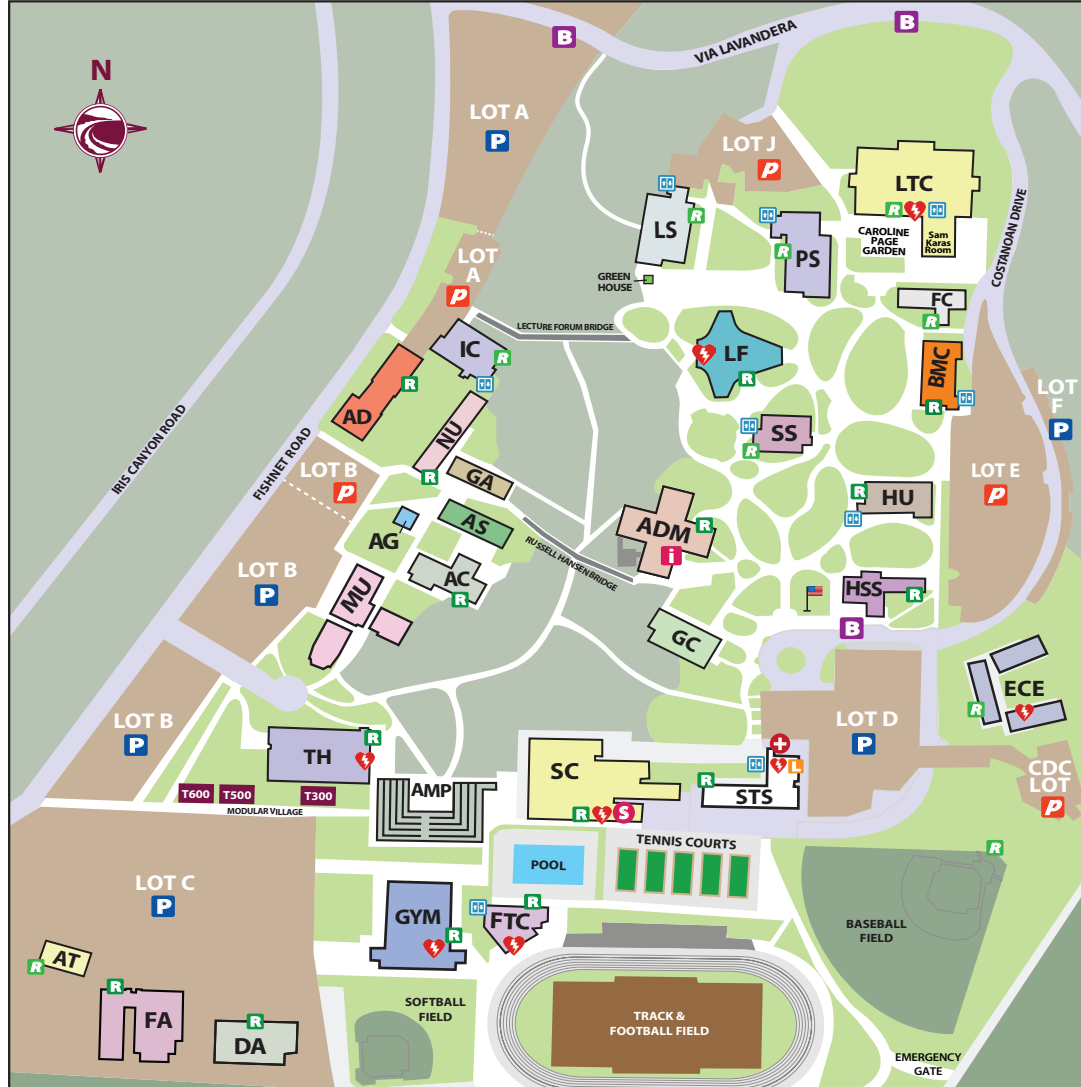 B
B
VIA LAVANDERA
N
LOT A
P
LOT J
P
LTC
R
CAROLINE
PAGE
GARDEN
Sam
Karas
Room
COSTANOAN DRIVE
LS
R
PS
R
LOT
A
P
GREEN
HOUSE
FC
R
LECTURE FORUM BRIDGE
IC
R
LF
R
BMC
R
AD
R
LOT
F
P
NU
R
SS
R
IRIS CANYON ROAD
FISHNET ROAD
LOT B
P
GA
LOT E
P
HU
R
AS
AG
ADM
R
i
RUSSELL HANSEN BRIDGE
LOT B
P
AC
R
MU
HSS
R
B
GC
ECE
R
LOT B
P
LOT D
P
TH
R
SC
R
S
STS
R
L
CDC
LOT
P
T600
T500
T300
MODULAR VILLAGE
AMP
TENNIS COURTS
POOL
R
LOT C
P
GYM
R
FTC
R
BASEBALL
FIELD
AT
R
R
FA
R
DA
SOFTBALL
FIELD
TRACK &
FOOTBALL FIELD
EMERGENCY
GATE